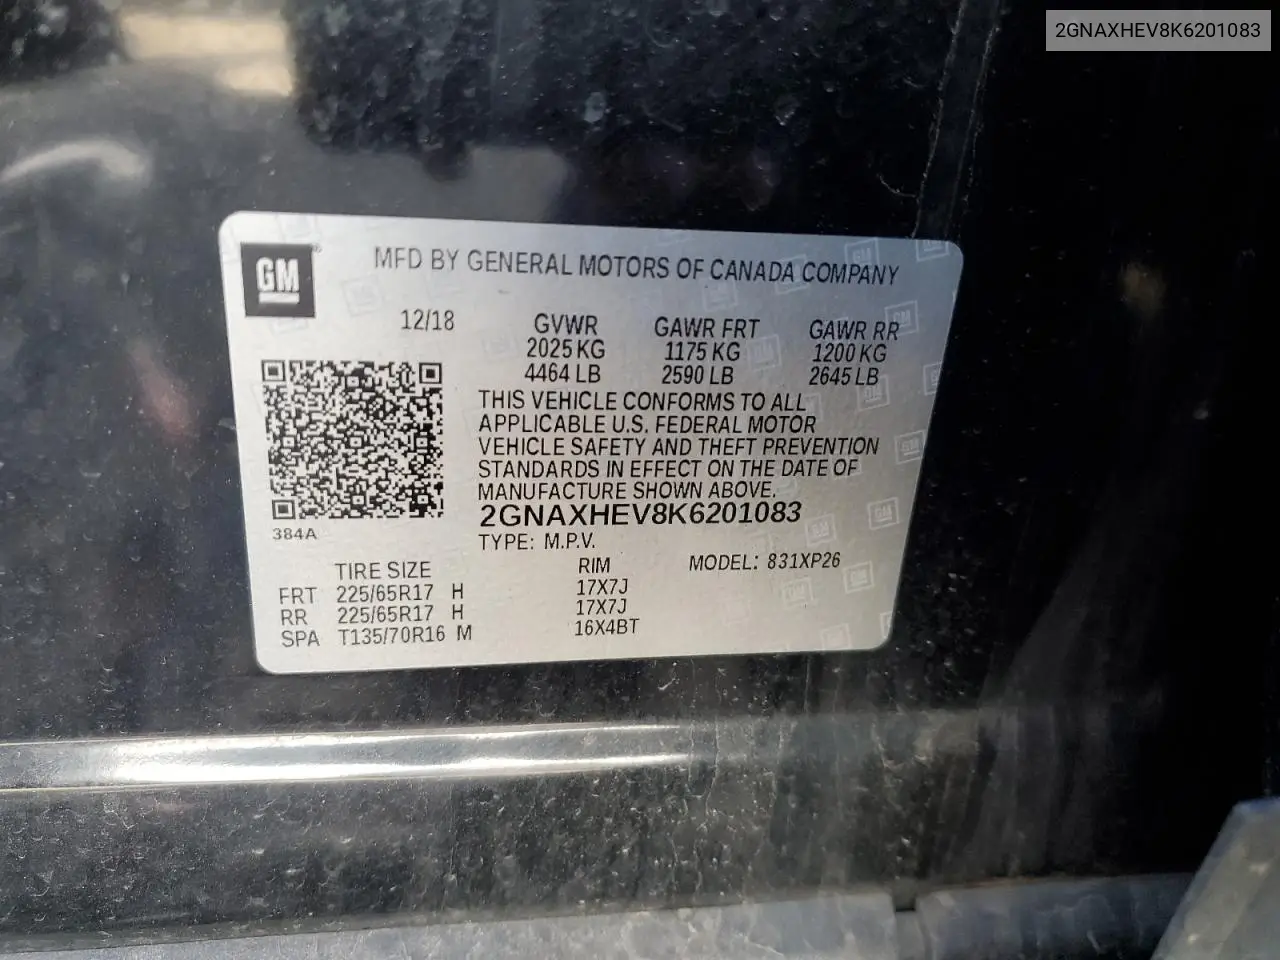 2GNAXHEV8K6201083
GM
MFD BY GENERAL MOTORS OF CANADA COMPANY
12/18 GVWR GAWR FRT GAWR RR
2025 KG 1175 KG 1200 KG
4464 LB 2590 LB 2645 LB
THIS VEHICLE CONFORMS TO ALL
APPLICABLE U.S. FEDERAL MOTOR
VEHICLE SAFETY AND THEFT PREVENTION
STANDARDS IN EFFECT ON THE DATE OF
MANUFACTURE SHOWN ABOVE.
2GNAXHEV8K6201083
384A
TYPE: M.P.V.
TIRE SIZE RIM MODEL: 831XP26
FRT 225/65R17 H 17X7J
RR 225/65R17 H 17X7J
SPA T135/70R16 M 16X4BT